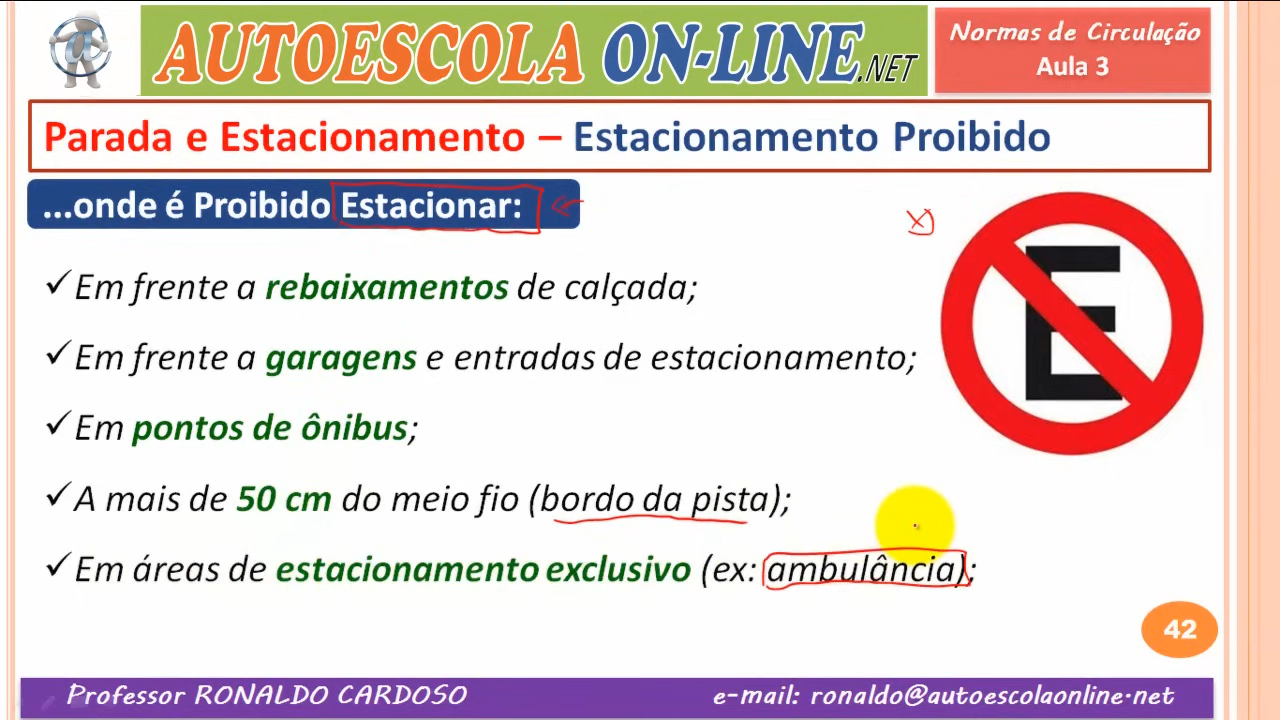 AUTOESCOLA ON-LINE.NET
Normas de Circulação
Aula 3
Parada e Estacionamento – Estacionamento Proibido
...onde é Proibido Estacionar:
✓Em frente a rebaixamentos de calçada;
✓Em frente a garagens e entradas de estacionamento;
✓Em pontos de ônibus;
✓A mais de 50 cm do meio fio (bordo da pista);
✓Em áreas de estacionamento exclusivo (ex: ambulância);
E
42
Professor RONALDO CARDOSO
e-mail: ronaldo@autoescolaonline.net